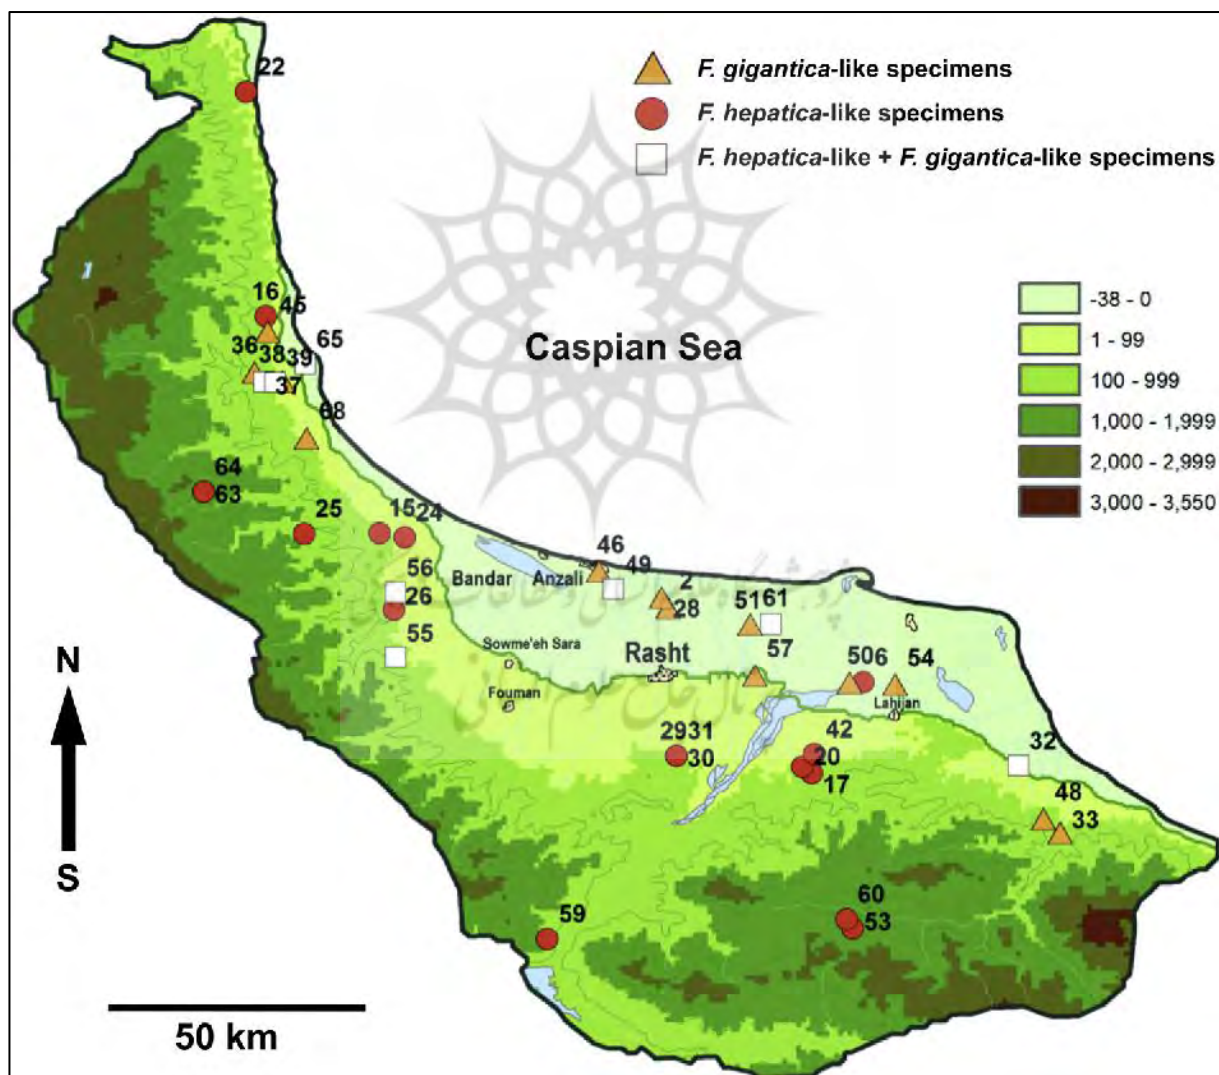 22
F. gigantica-like specimens
F. hepatica-like specimens
F. hepatica-like + F. gigantica-like specimens
-38 - 0
1 - 99
100 - 999
1,000 - 1,999
2,000 - 2,999
3,000 - 3,550
Caspian Sea
16
45
65
36
38
39
37
68
64
63
25
15
24
56
26
55
46
49
Bandar Anzali
2
28
51
61
57
Sowme'eh Sara
Rasht
Fouman
50
6
54
Lahijan
29
31
30
42
20
17
32
48
33
60
53
59
N
S
50 km